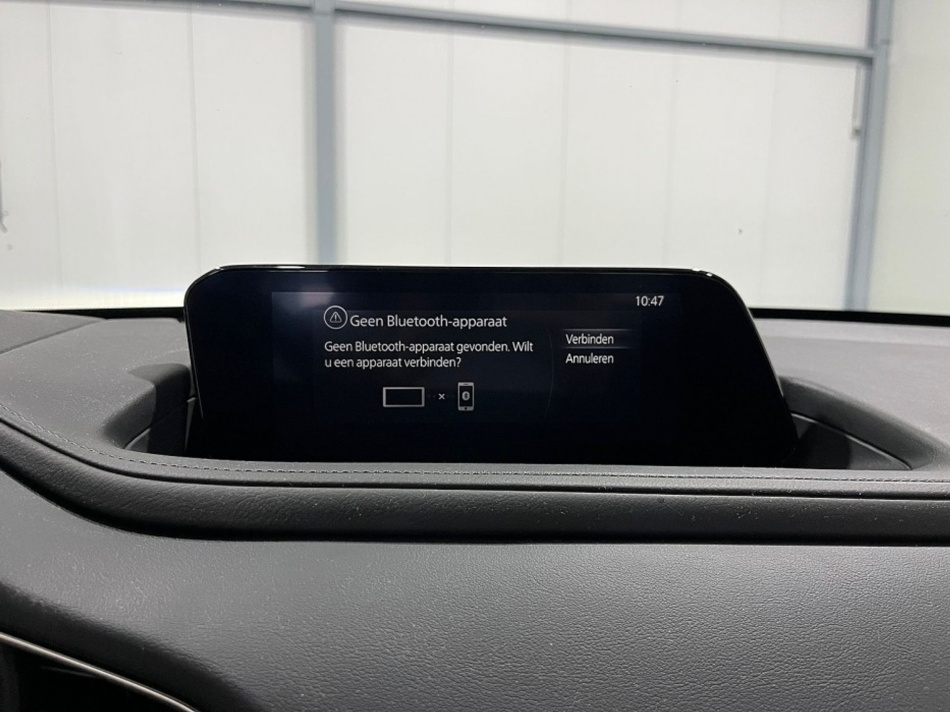 10:47
Geen Bluetooth-apparaat
Geen Bluetooth-apparaat gevonden. Wilt
u een apparaat verbinden?
Verbinden
Annuleren